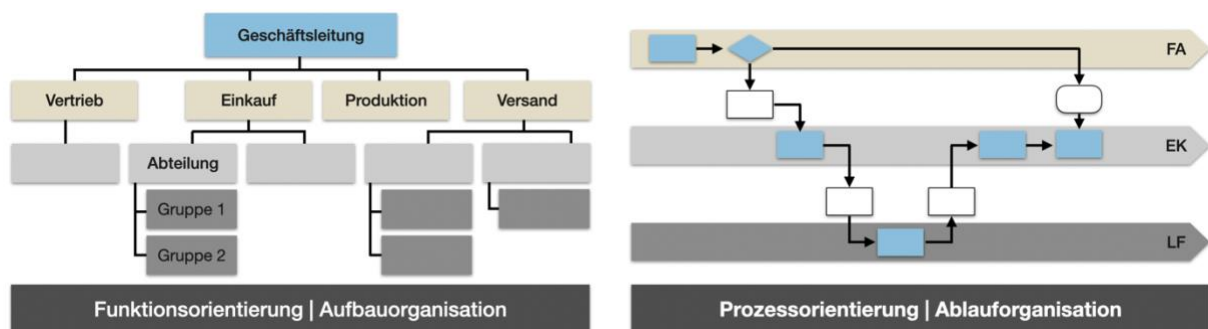 Geschäftsleitung
Vertrieb
Einkauf
Produktion
Versand
Abteilung
Gruppe 1
Gruppe 2
Funktionsorientierung | Aufbauorganisation
FA
EK
LF
Prozessorientierung | Ablauforganisation